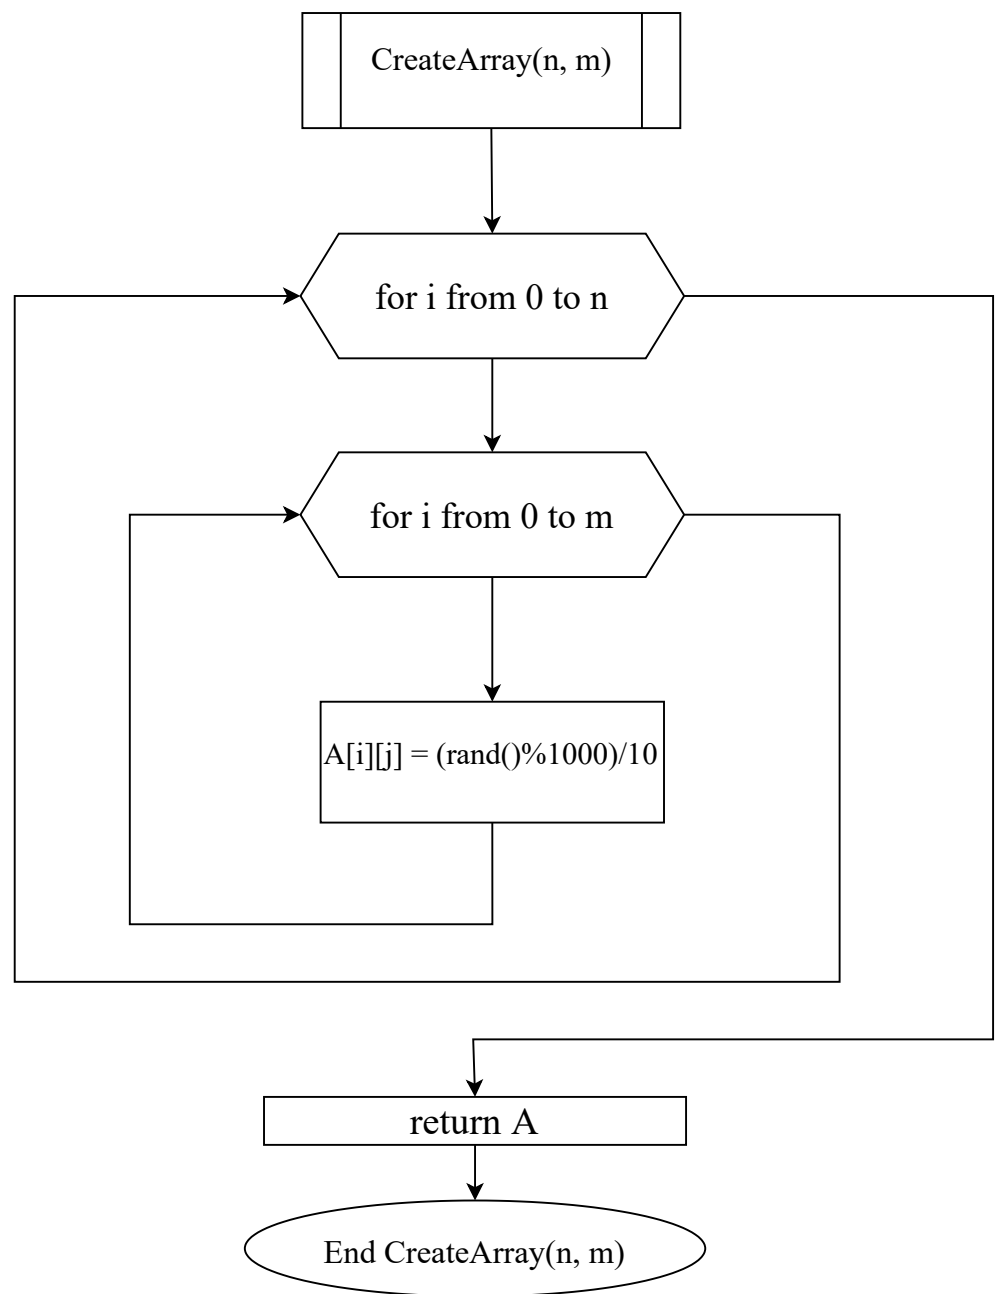 CreateArray(n, m)
for i from 0 to n
for i from 0 to m
A[i][j] = (rand()%1000)/10
return A
End CreateArray(n, m)